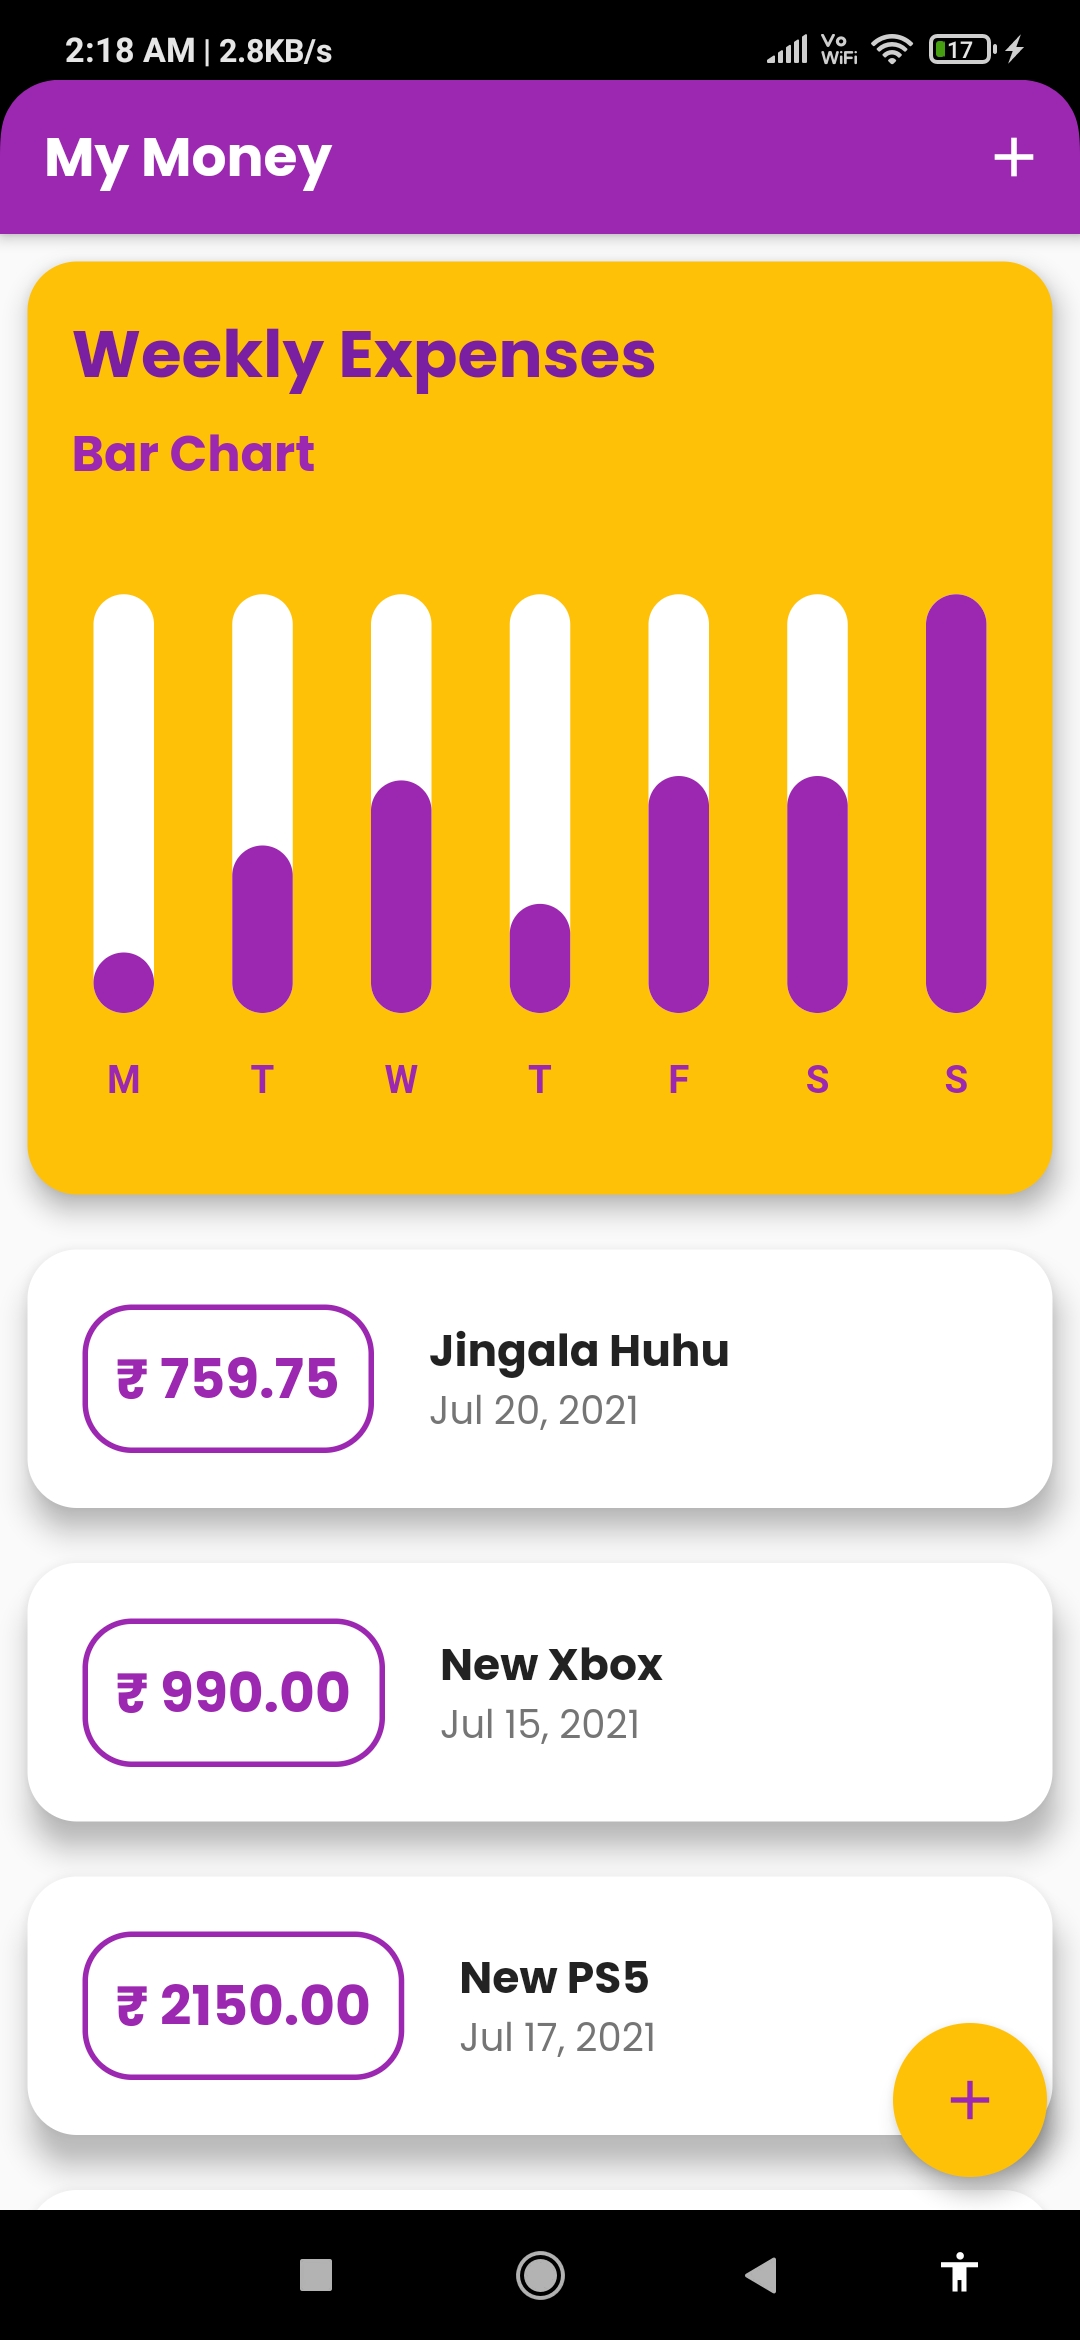 2:18 AM | 2.8KB/s Vo WiFi 17
My Money +
Weekly Expenses
Bar Chart
M T W T F S S
₹ 759.75
Jingala Huhu
Jul 20, 2021
₹ 990.00
New Xbox
Jul 15, 2021
₹ 2150.00
New PS5
Jul 17, 2021
+